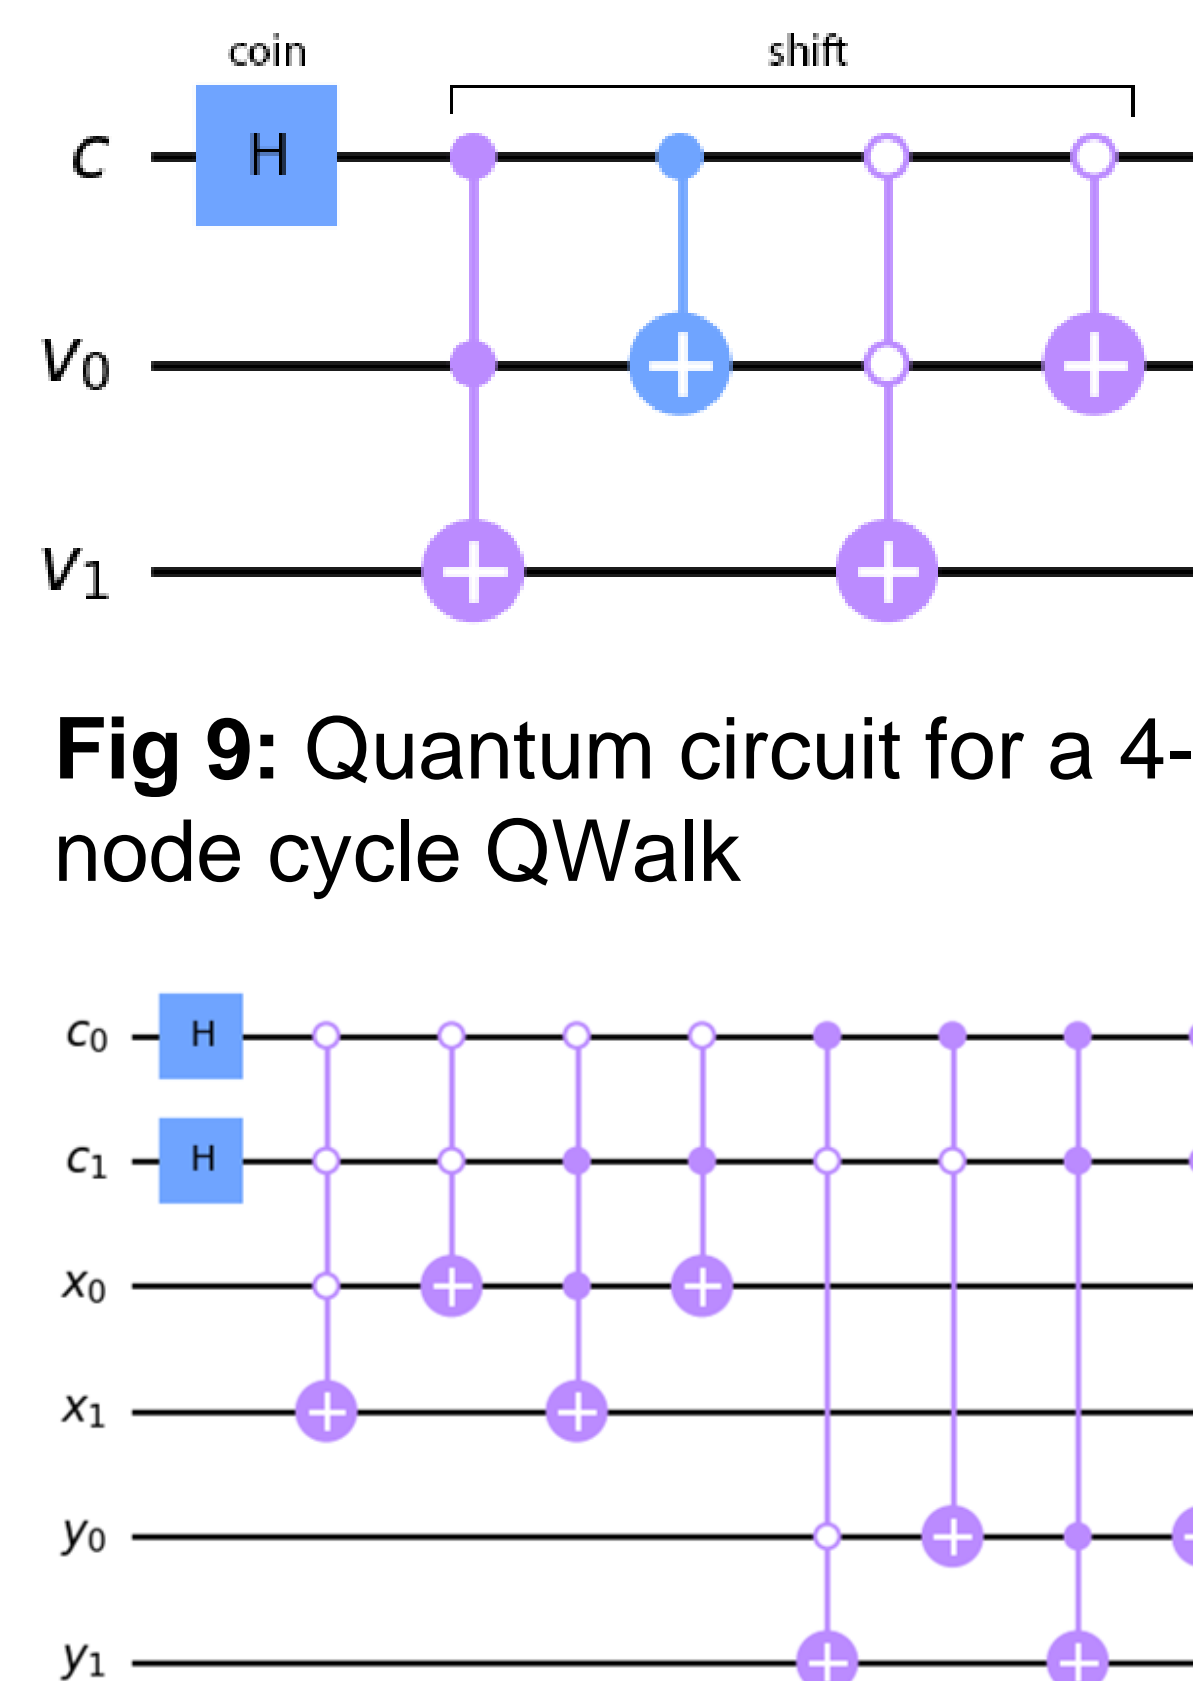 coin shift
C H
V0
V1
Fig 9: Quantum circuit for a 4-
node cycle QWalk
c0 H
c1 H
x0
x1
y0
y1